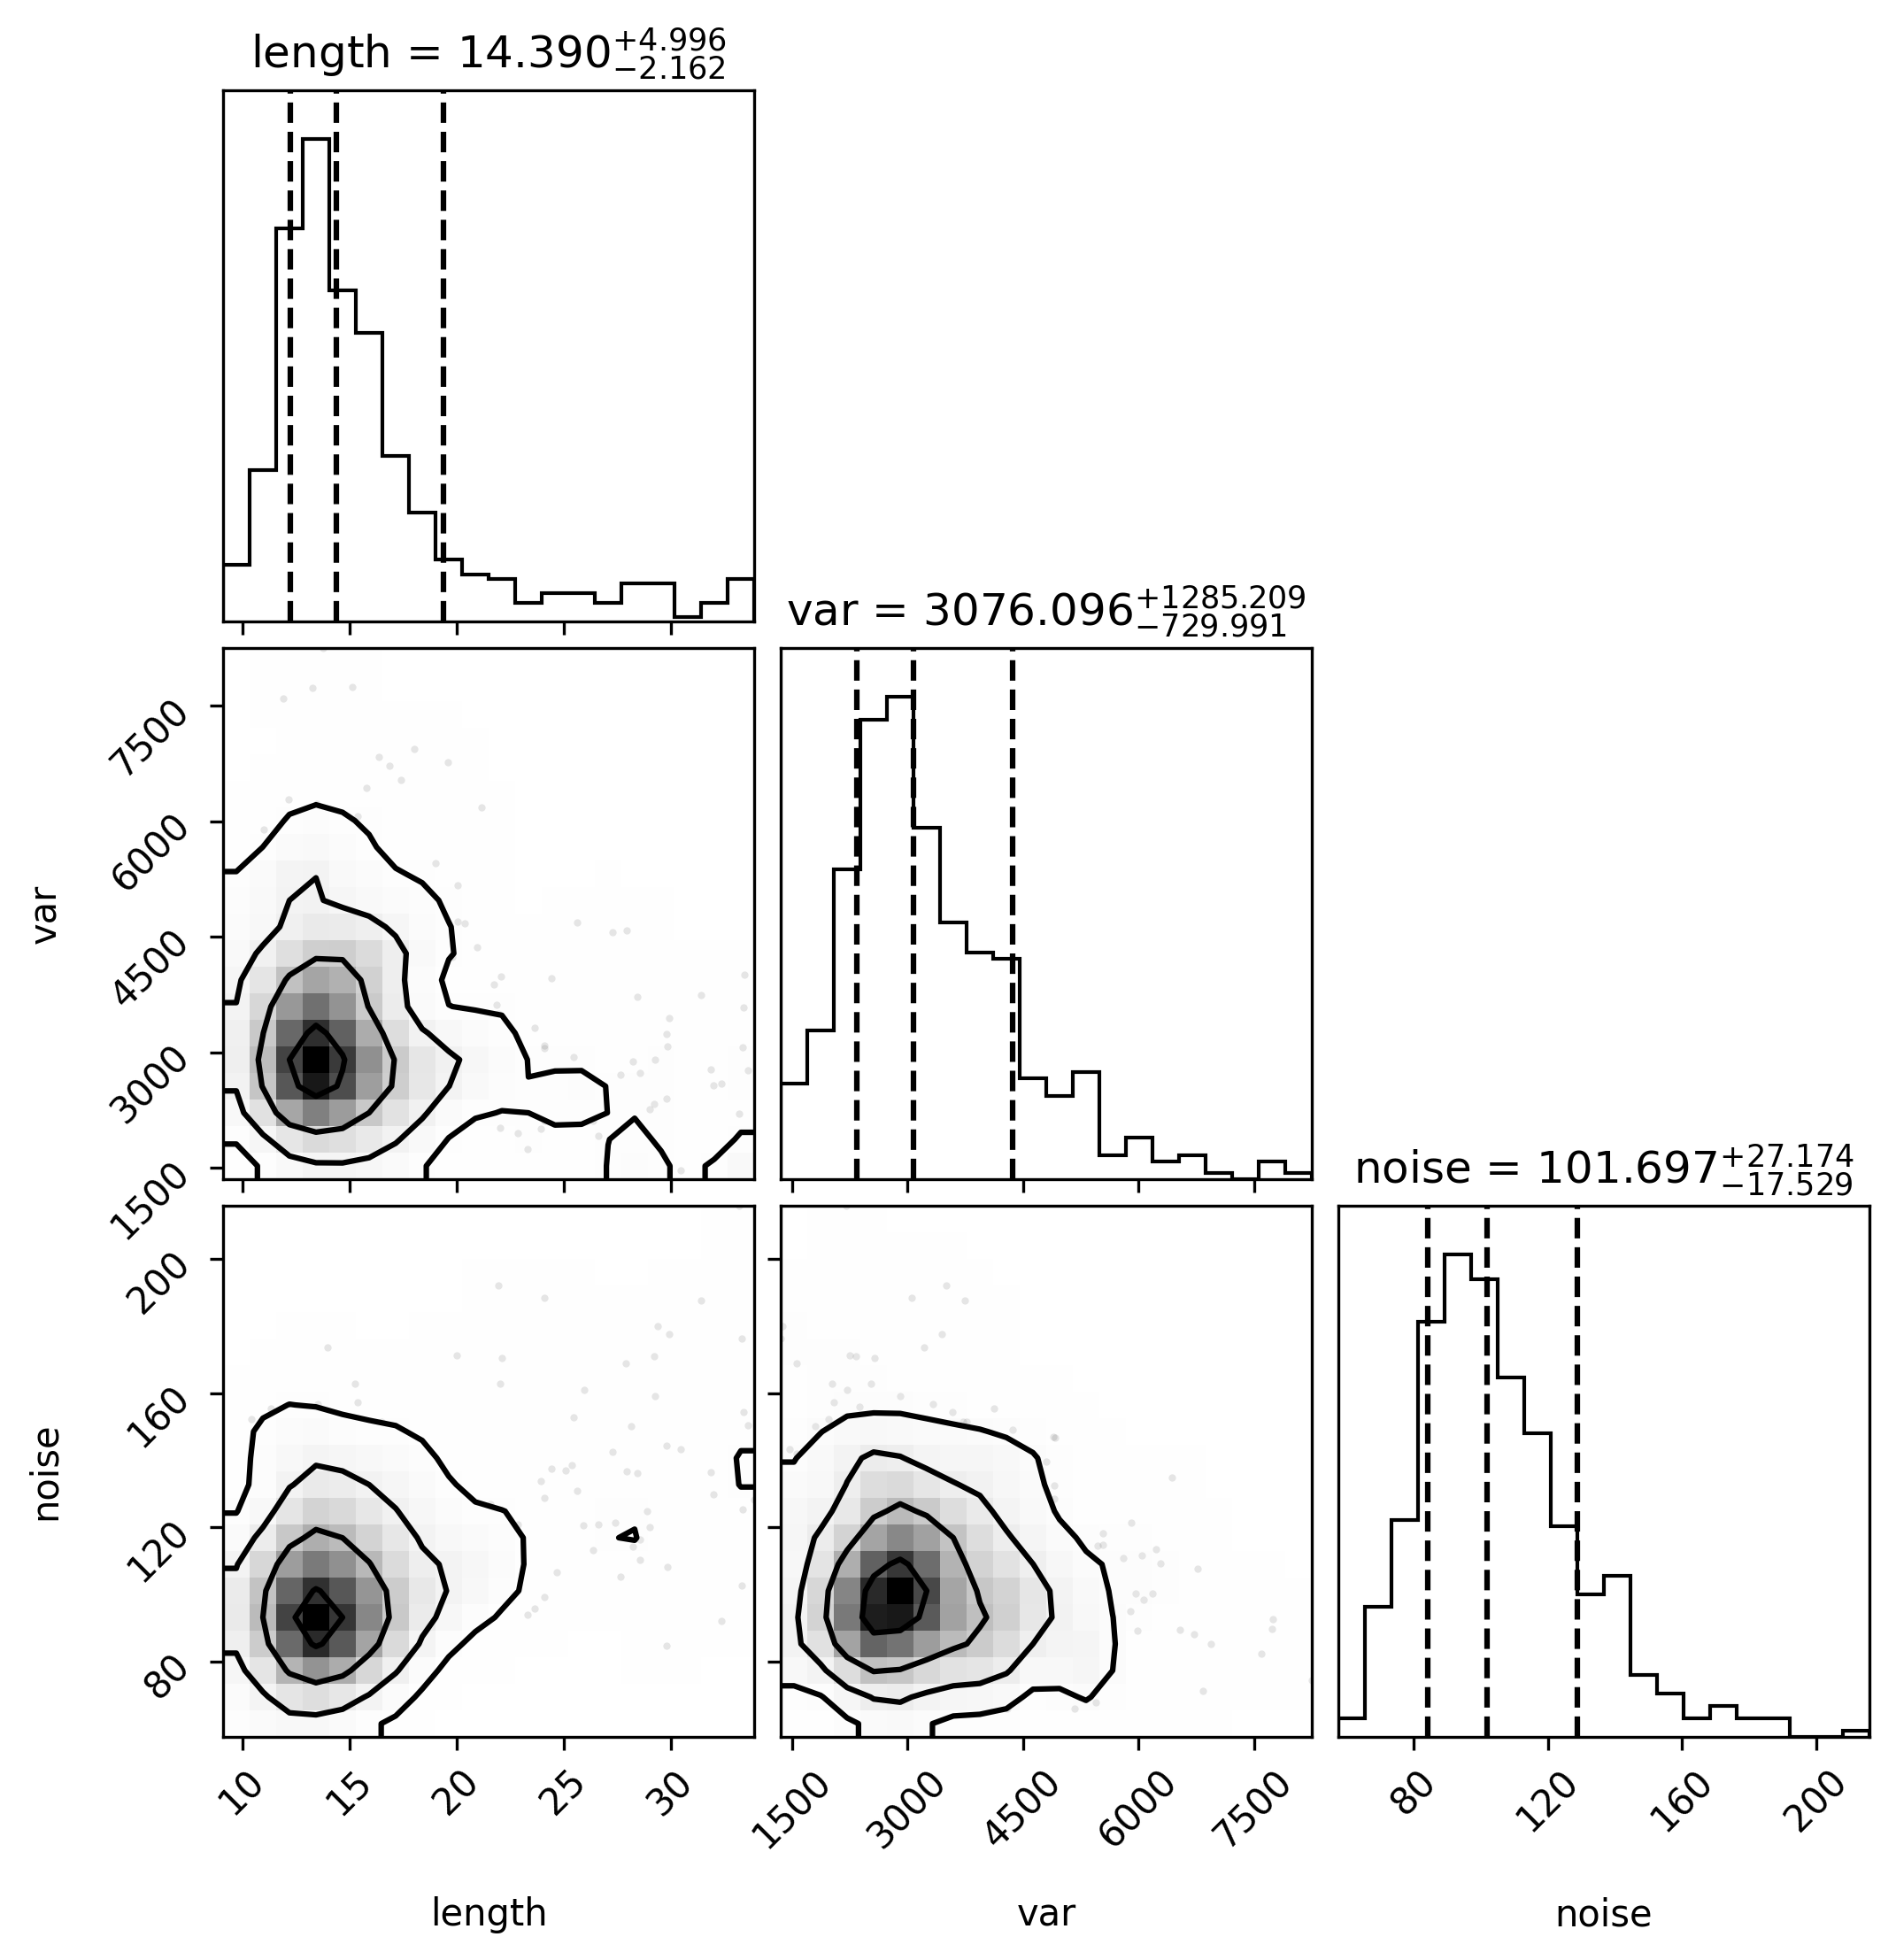 length = 14.390+4.996−2.162
var = 3076.096+1285.209−729.991
7500
6000
4500
3000
1500
var
noise = 101.697+27.174−17.529
200
160
120
80
noise
10 15 20 25 30 1500 3000 4500 6000 7500 80 120 160 200
length var noise